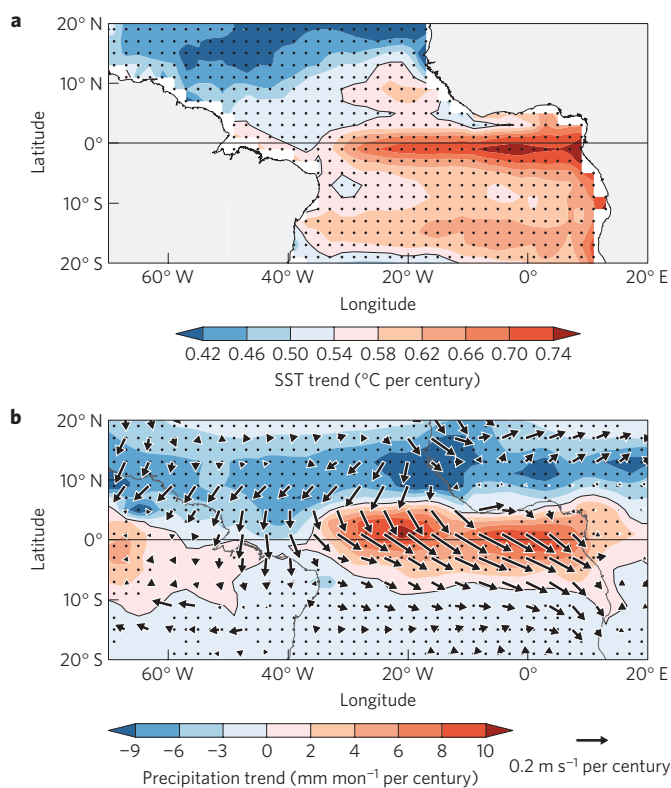 a
20° N
10° N
0°
10° S
20° S
Latitude
60° W 40° W 20° W 0° 20° E
Longitude
0.42 0.46 0.50 0.54 0.58 0.62 0.66 0.70 0.74
SST trend (°C per century)
b
20° N
10° N
0°
10° S
20° S
Latitude
60° W 40° W 20° W 0° 20° E
Longitude
−9 −6 −3 0 2 4 6 8 10
Precipitation trend (mm mon⁻¹ per century)
0.2 m s⁻¹ per century